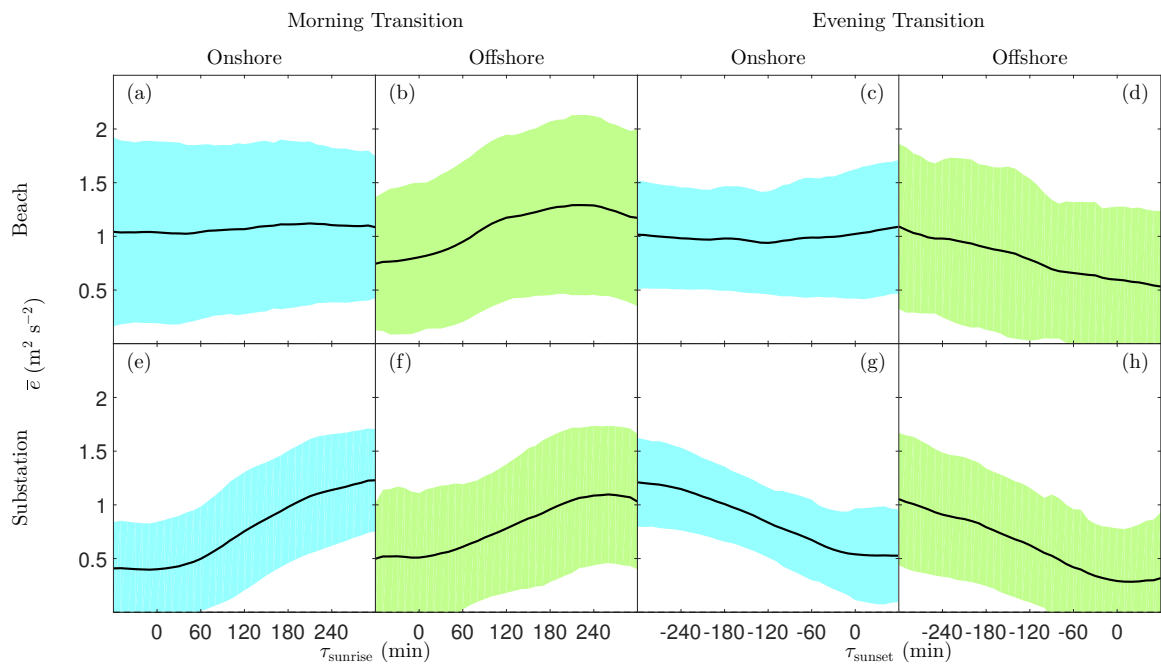 Morning Transition Evening Transition
Onshore Offshore Onshore Offshore
(a) (b) (c) (d)
2
1.5
1
0.5
Beach
(e) (f) (g) (h)
2
1.5
1
0.5
Substation
e̅ (m² s⁻²)
0 60 120 180 240 0 60 120 180 240 -240 -180 -120 -60 0 -240 -180 -120 -60 0
τsunrise (min) τsunset (min)